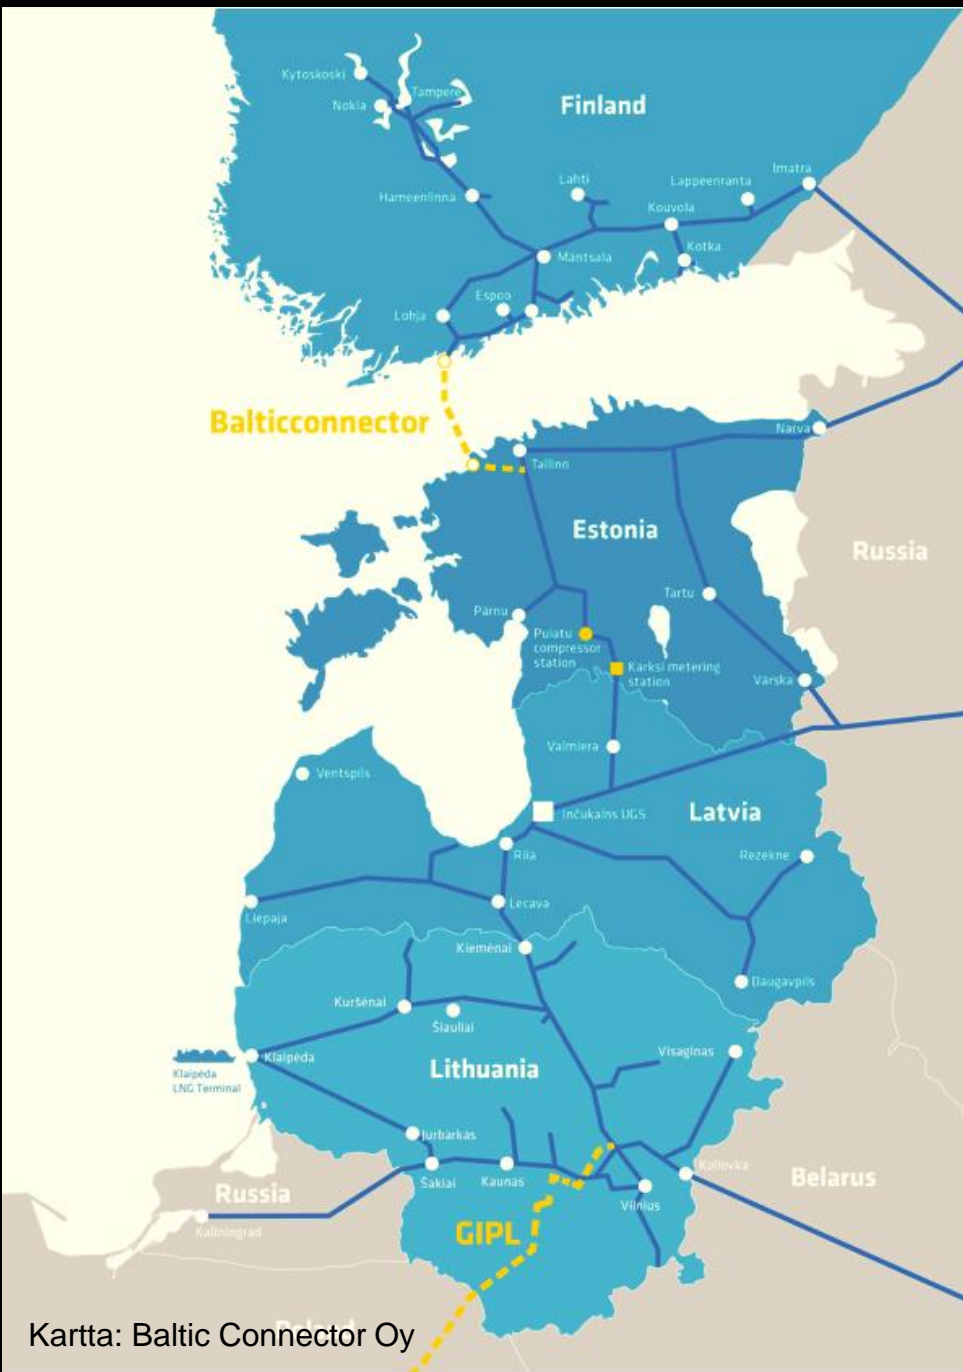 Kytoskoski
Tampere
Nokia
Finland
Imatra
Lahti
Lappeenranta
Hameenlinna
Kouvola
Kotka
Mäntsälä
Espoo
Lohja
Balticconnector
Narva
Tallinn
Estonia
Russia
Tartu
Pärnu
Puiatu
compressor
station
Karksi metering
station
Värska
Valmiera
Ventspils
Inčukalns UGS
Latvia
Riia
Rezekne
Liepaja
Lecava
Kiemėnai
Daugavpils
Kuršėnai
Šiauliai
Klaipėda
Klaipėda
LNG Terminal
Visaginas
Lithuania
Jurbarkas
Šakiai
Kaunas
Kotlovka
Belarus
Russia
Vilnius
Kaliningrad
GIPL
Poland
Kartta: Baltic Connector Oy